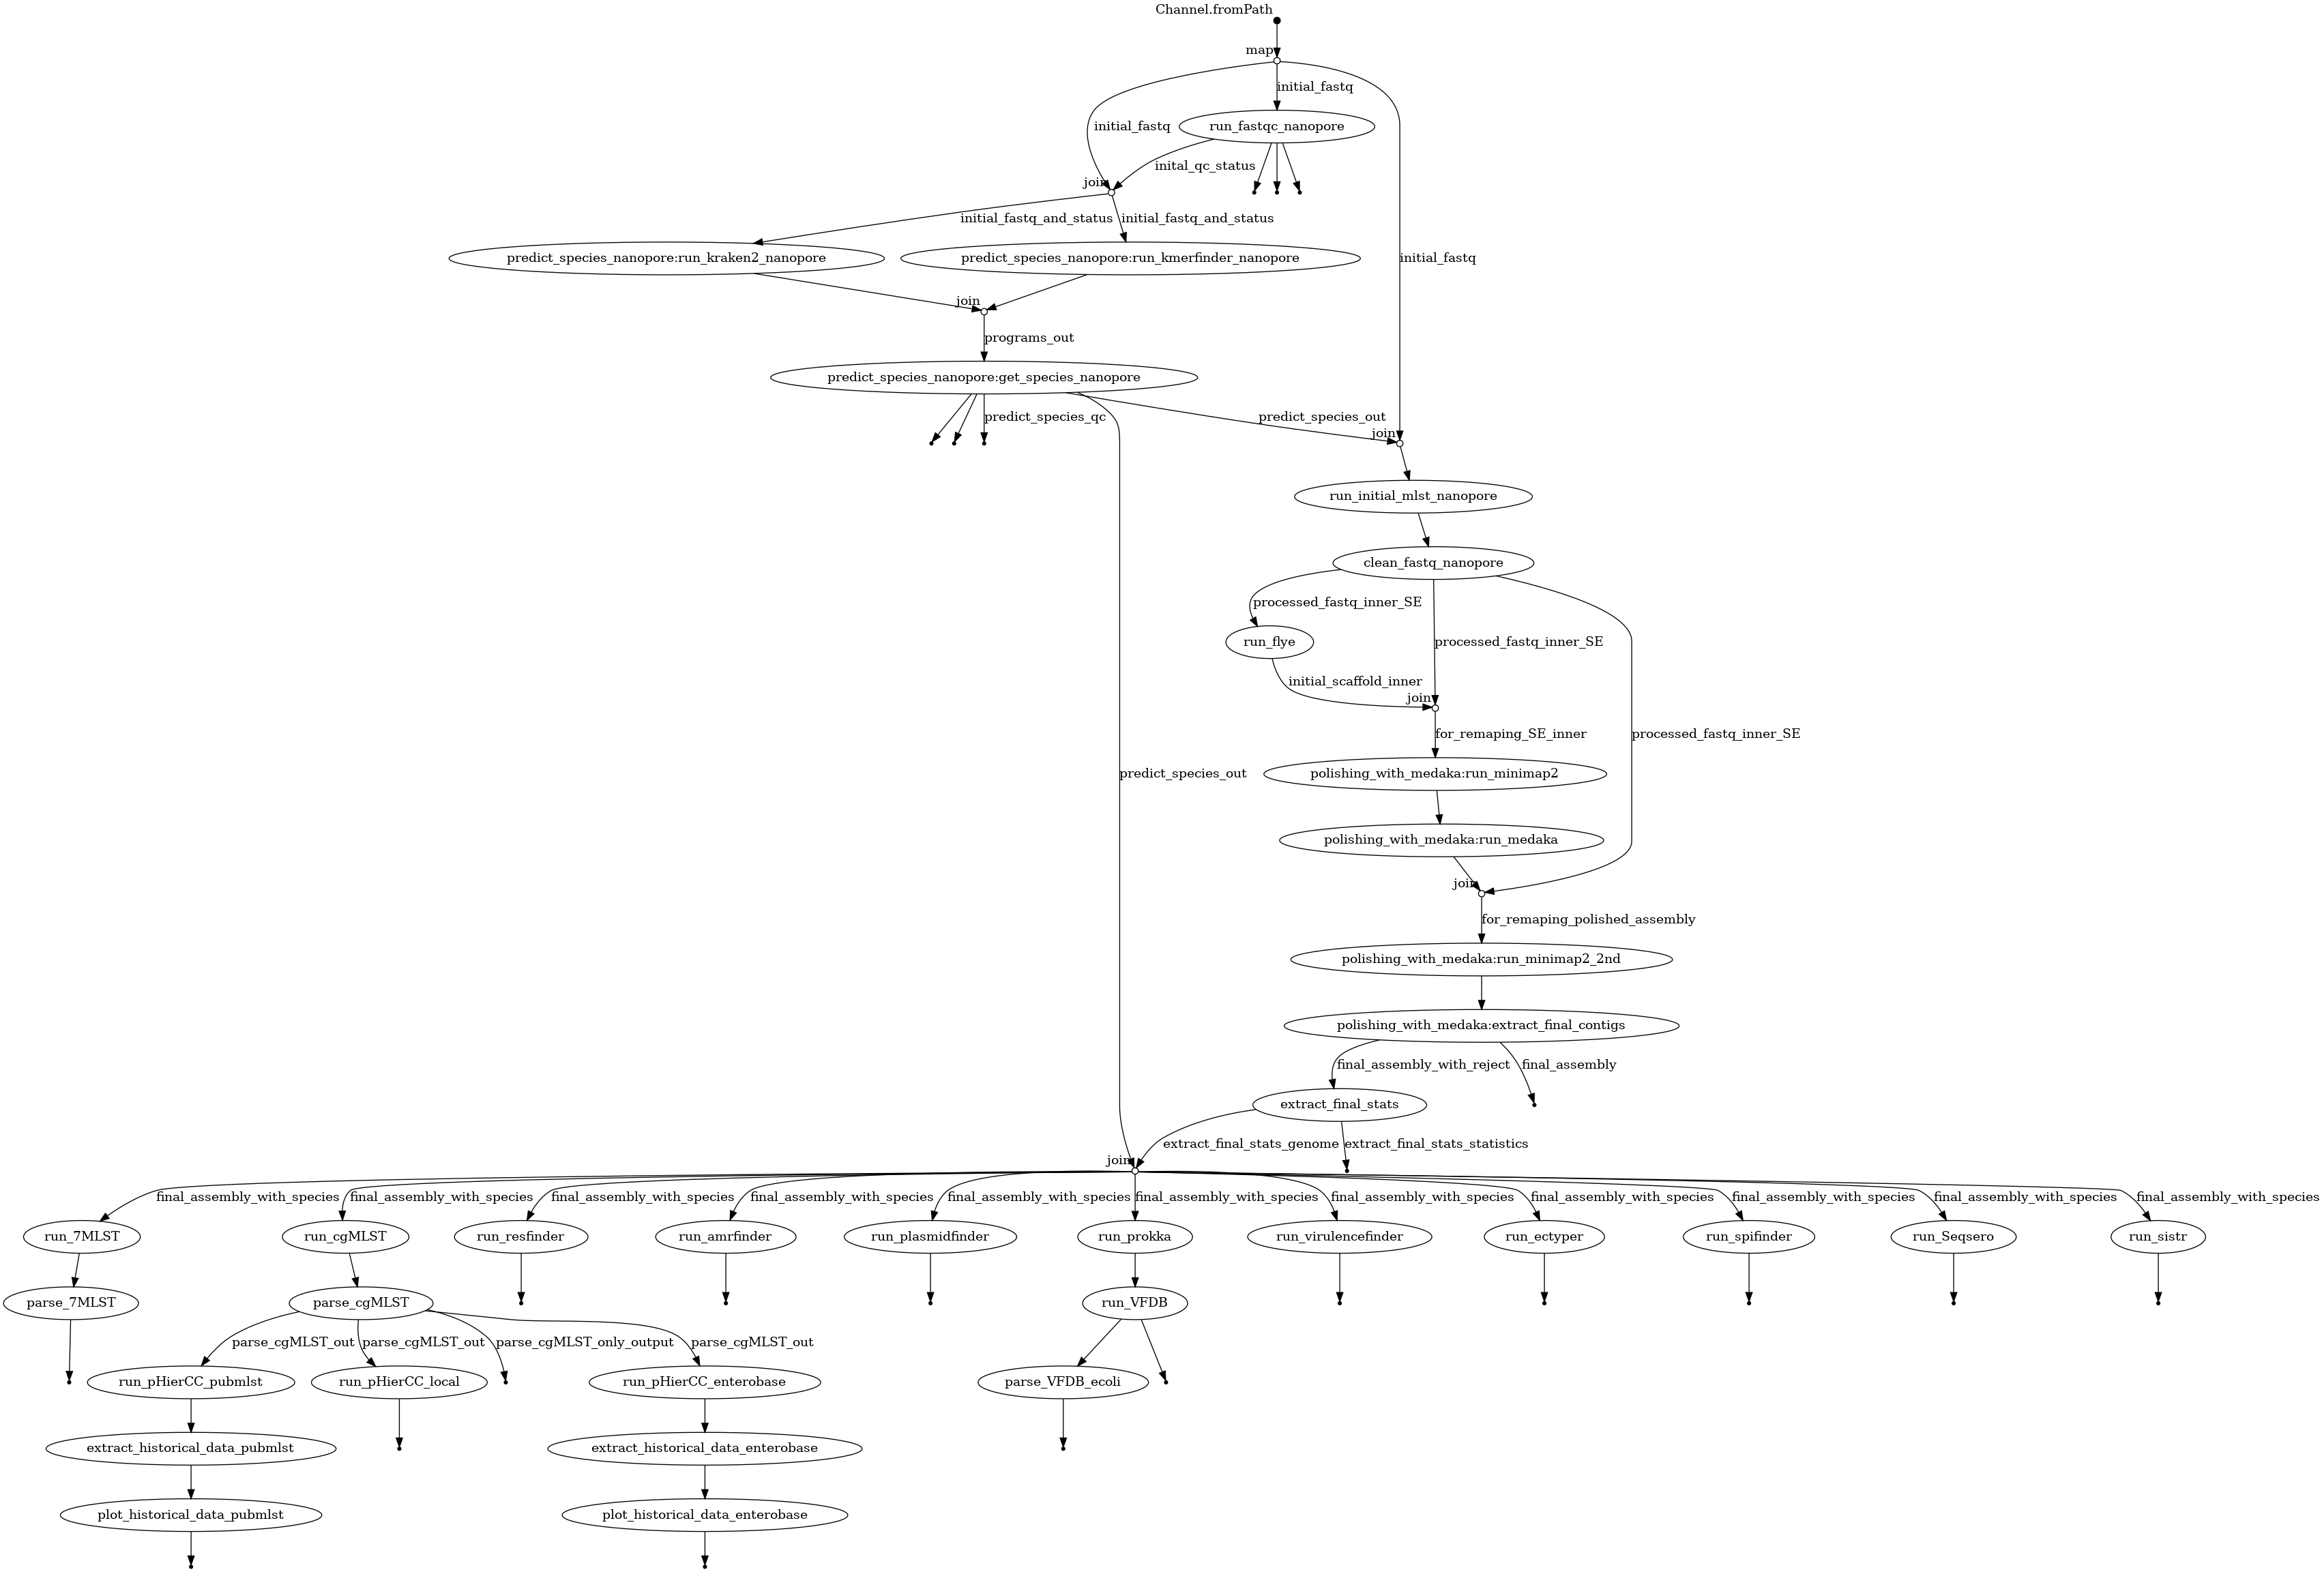 Channel.fromPath
map
initial_fastq
run_fastqc_nanopore
initial_fastq
inital_qc_status
join
initial_fastq_and_status
initial_fastq_and_status
predict_species_nanopore:run_kraken2_nanopore
predict_species_nanopore:run_kmerfinder_nanopore
initial_fastq
join
programs_out
predict_species_nanopore:get_species_nanopore
predict_species_qc
predict_species_out
join
run_initial_mlst_nanopore
clean_fastq_nanopore
processed_fastq_inner_SE
run_flye
processed_fastq_inner_SE
initial_scaffold_inner
join
for_remaping_SE_inner
processed_fastq_inner_SE
predict_species_out
polishing_with_medaka:run_minimap2
polishing_with_medaka:run_medaka
join
for_remaping_polished_assembly
polishing_with_medaka:run_minimap2_2nd
polishing_with_medaka:extract_final_contigs
final_assembly_with_reject
final_assembly
extract_final_stats
extract_final_stats_genome
extract_final_stats_statistics
join
final_assembly_with_species
final_assembly_with_species
final_assembly_with_species
final_assembly_with_species
final_assembly_with_species
final_assembly_with_species
final_assembly_with_species
final_assembly_with_species
final_assembly_with_species
final_assembly_with_species
final_assembly_with_species
run_7MLST
run_cgMLST
run_resfinder
run_amrfinder
run_plasmidfinder
run_prokka
run_virulencefinder
run_ectyper
run_spifinder
run_Seqsero
run_sistr
parse_7MLST
parse_cgMLST
run_VFDB
parse_cgMLST_out
parse_cgMLST_out
parse_cgMLST_only_output
parse_cgMLST_out
run_pHierCC_pubmlst
run_pHierCC_local
run_pHierCC_enterobase
parse_VFDB_ecoli
extract_historical_data_pubmlst
extract_historical_data_enterobase
plot_historical_data_pubmlst
plot_historical_data_enterobase